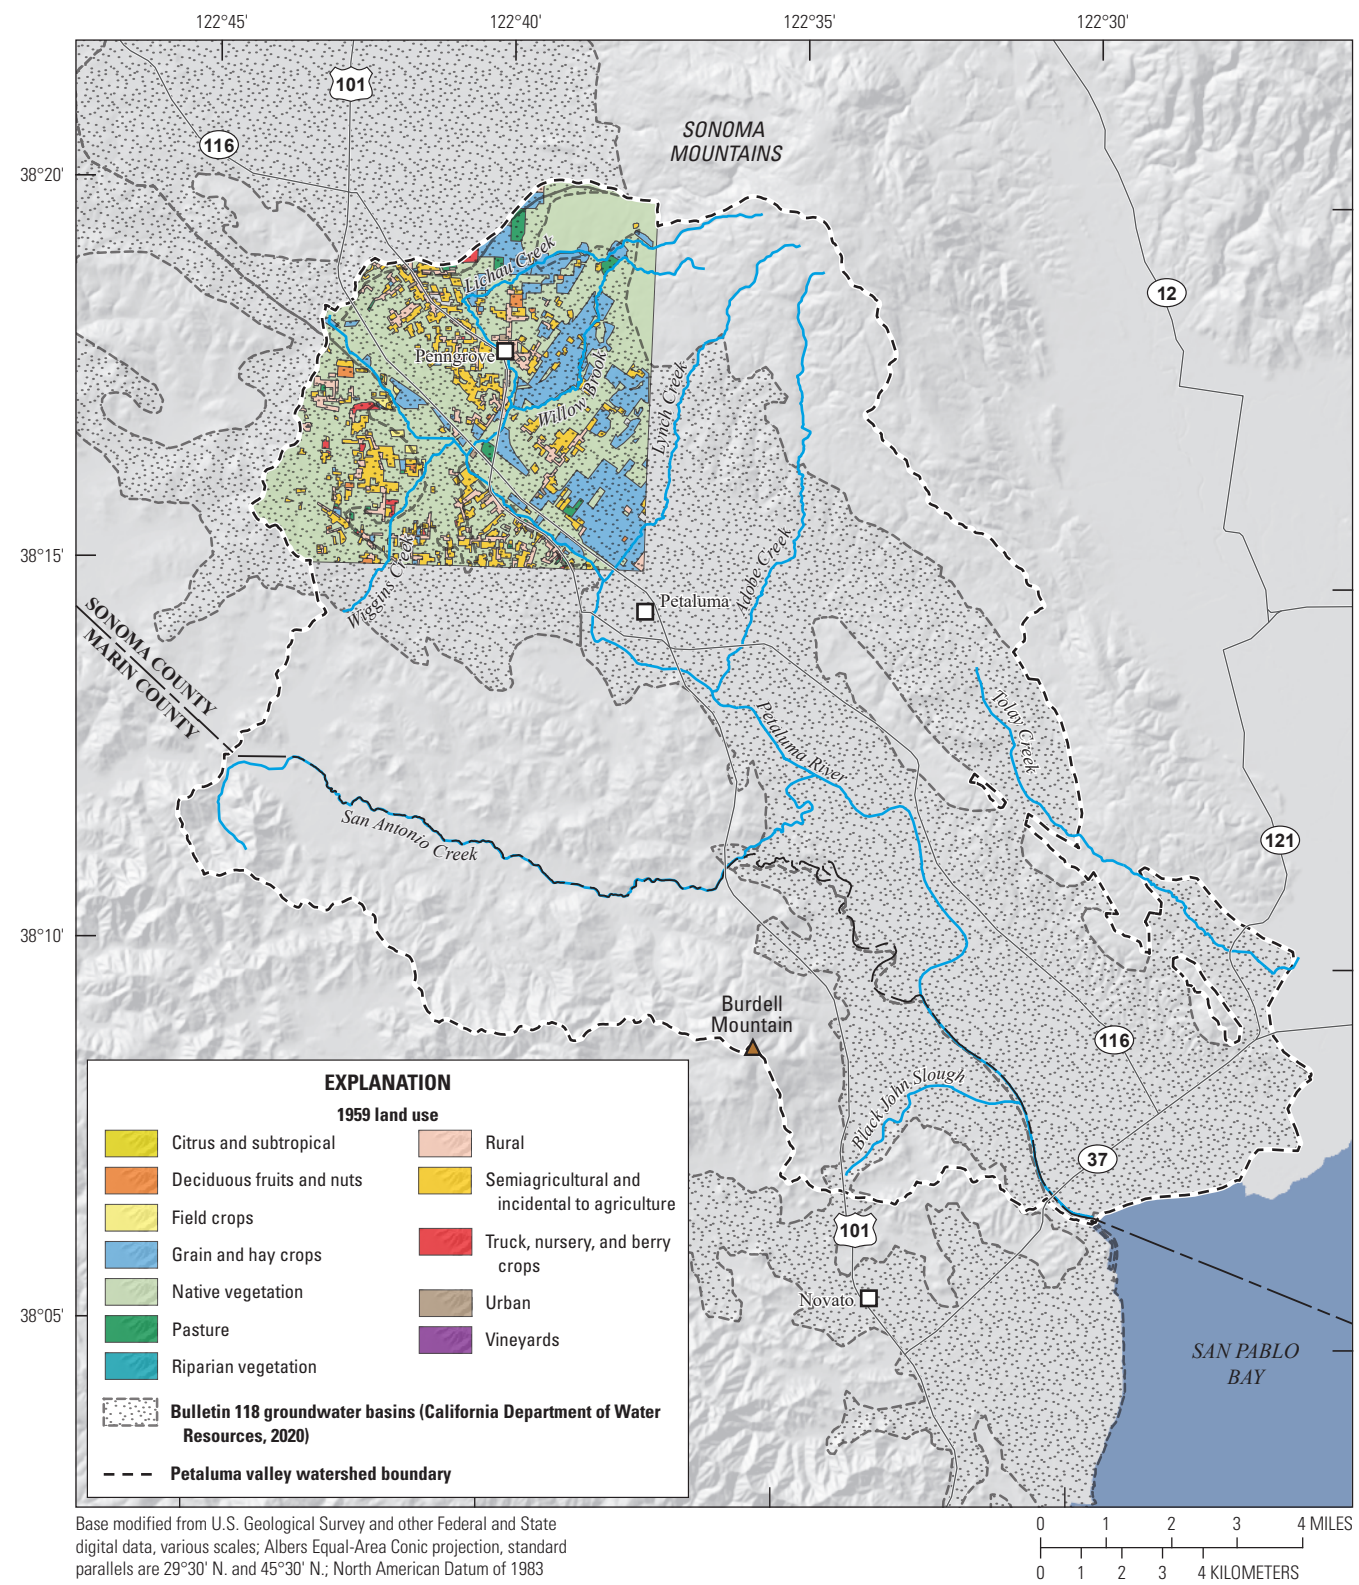 122°45'
122°40'
122°35'
122°30'
101
116
SONOMA
MOUNTAINS
38°20'
12
Lichau Creek
Penngrove
Willow Brook
Lynch Creek
38°15'
Wiggins Creek
Adobe Creek
Petaluma
SONOMA COUNTY
MARIN COUNTY
Tolay Creek
Petaluma River
San Antonio Creek
121
38°10'
Burdell
Mountain
116
Black John Slough
37
101
Novato
38°05'
SAN PABLO
BAY
EXPLANATION
1959 land use
Citrus and subtropical
Deciduous fruits and nuts
Field crops
Grain and hay crops
Native vegetation
Pasture
Riparian vegetation
Rural
Semiagricultural and
incidental to agriculture
Truck, nursery, and berry
crops
Urban
Vineyards
Bulletin 118 groundwater basins (California Department of Water
Resources, 2020)
Petaluma valley watershed boundary
Base modified from U.S. Geological Survey and other Federal and State
digital data, various scales; Albers Equal-Area Conic projection, standard
parallels are 29°30' N. and 45°30' N.; North American Datum of 1983
0 1 2 3 4 MILES
0 1 2 3 4 KILOMETERS